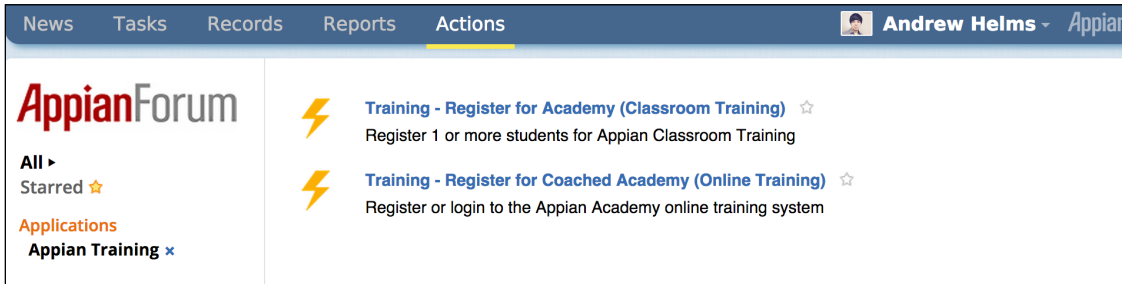 News Tasks Records Reports Actions Andrew Helms Appian
AppianForum
All
Starred
Applications
Appian Training ×
Training - Register for Academy (Classroom Training)
Register 1 or more students for Appian Classroom Training
Training - Register for Coached Academy (Online Training)
Register or login to the Appian Academy online training system